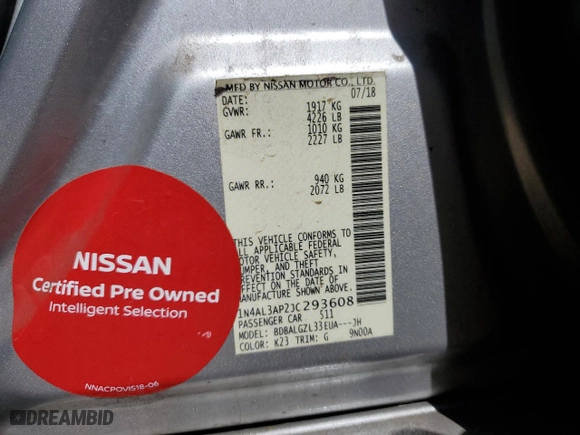 MFD BY NISSAN MOTOR CO., LTD.
DATE: 07/18
GVWR: 1917 KG
4226 LB
GAWR FR.: 1010 KG
2227 LB
GAWR RR.: 940 KG
2072 LB
THIS VEHICLE CONFORMS TO
ALL APPLICABLE FEDERAL
MOTOR VEHICLE SAFETY,
BUMPER, AND THEFT
PREVENTION STANDARDS IN
EFFECT ON THE DATE OF
MANUFACTURE SHOWN ABOVE.
1N4AL3AP2JC293608
PASSENGER CAR S11
MODEL: BDBALGZL33EUA---JH
COLOR: K23 TRIM: G 9N00A
NISSAN
Certified Pre Owned
Intelligent Selection
NNACPOVIS18-06
DREAMBID